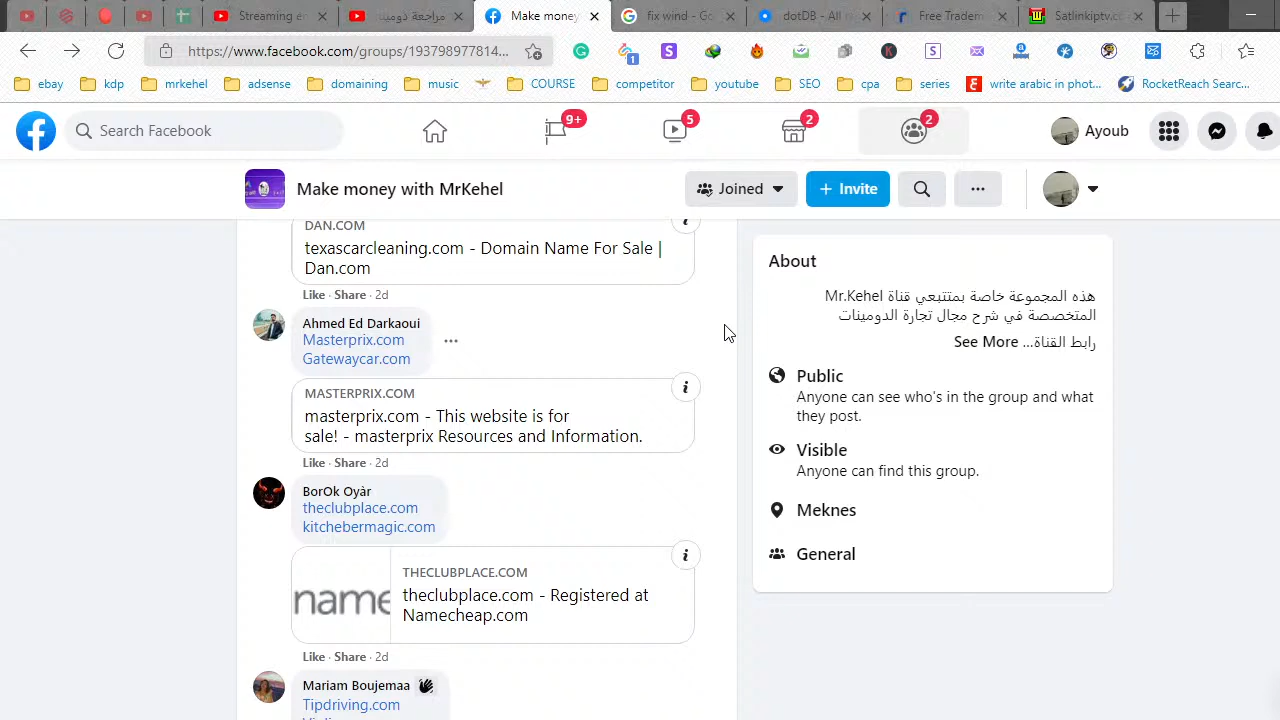 Streaming e
مراجعة دومين
Make money
fix wind - Go
dotDB - All n
Free Tradem
Satlinkiptv.c
https://www.facebook.com/groups/193798977814...
1
ebay
kdp
mrkehel
adsense
domaining
music
COURSE
competitor
youtube
SEO
cpa
series
write arabic in phot...
RocketReach Searc...
Search Facebook
9+
5
2
2
Ayoub
Make money with MrKehel
Joined
+ Invite
DAN.COM
texascarcleaning.com - Domain Name For Sale |
Dan.com
Like · Share · 2d
Ahmed Ed Darkaoui
Masterprix.com
Gatewaycar.com
MASTERPRIX.COM
masterprix.com - This website is for
sale! - masterprix Resources and Information.
Like · Share · 2d
BorOk Oyàr
theclubplace.com
kitchebermagic.com
name
THECLUBPLACE.COM
theclubplace.com - Registered at
Namecheap.com
Like · Share · 2d
Mariam Boujemaa
Tipdriving.com
About
هذه المجموعة خاصة بمتتبعي قناة Mr.Kehel
المتخصصة في شرح مجال تجارة الدومينات
رابط القناة... See More
Public
Anyone can see who's in the group and what
they post.
Visible
Anyone can find this group.
Meknes
General